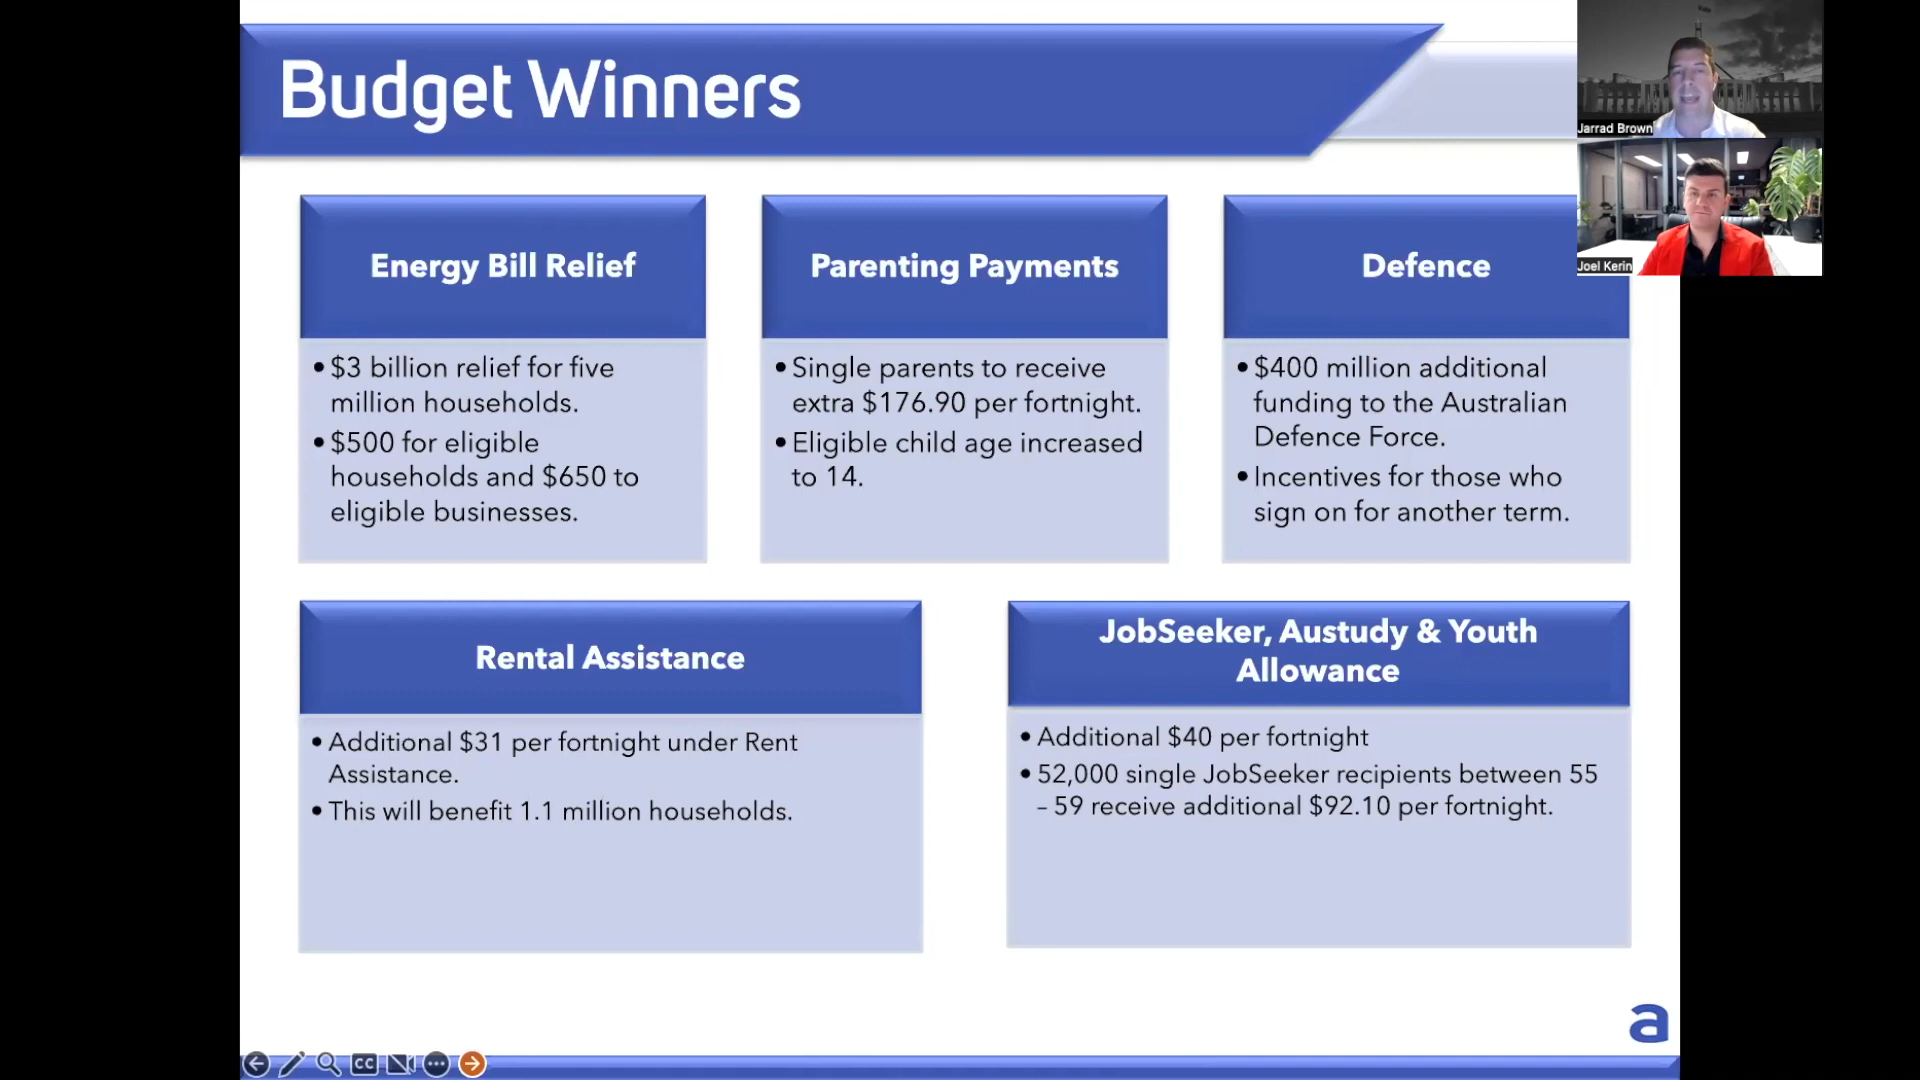 Budget Winners
Jarrad Brown
Joel Kerin
Energy Bill Relief
• $3 billion relief for five
million households.
• $500 for eligible
households and $650 to
eligible businesses.
Parenting Payments
• Single parents to receive
extra $176.90 per fortnight.
• Eligible child age increased
to 14.
Defence
• $400 million additional
funding to the Australian
Defence Force.
• Incentives for those who
sign on for another term.
Rental Assistance
• Additional $31 per fortnight under Rent
Assistance.
• This will benefit 1.1 million households.
JobSeeker, Austudy & Youth
Allowance
• Additional $40 per fortnight
• 52,000 single JobSeeker recipients between 55
– 59 receive additional $92.10 per fortnight.
a
CC